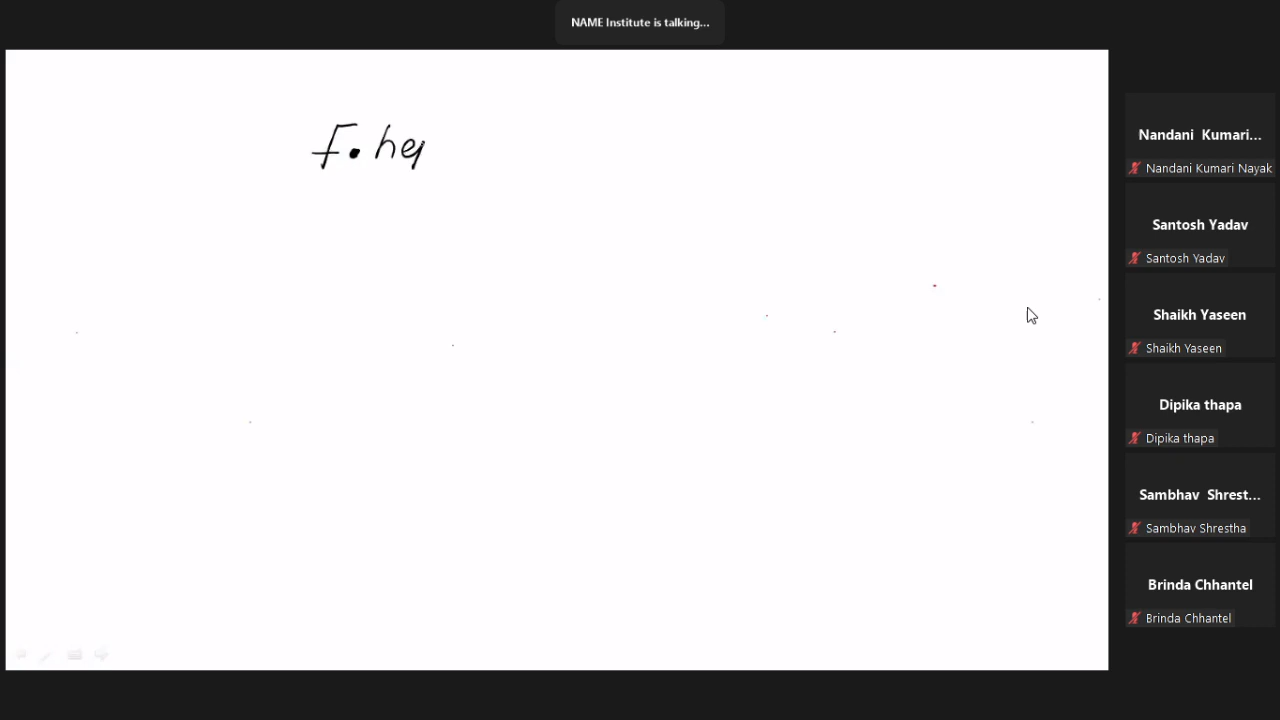 NAME Institute is talking...
F. hep
Nandani Kumari...
Nandani Kumari Nayak
Santosh Yadav
Santosh Yadav
Shaikh Yaseen
Shaikh Yaseen
Dipika thapa
Dipika thapa
Sambhav Shrest...
Sambhav Shrestha
Brinda Chhantel
Brinda Chhantel